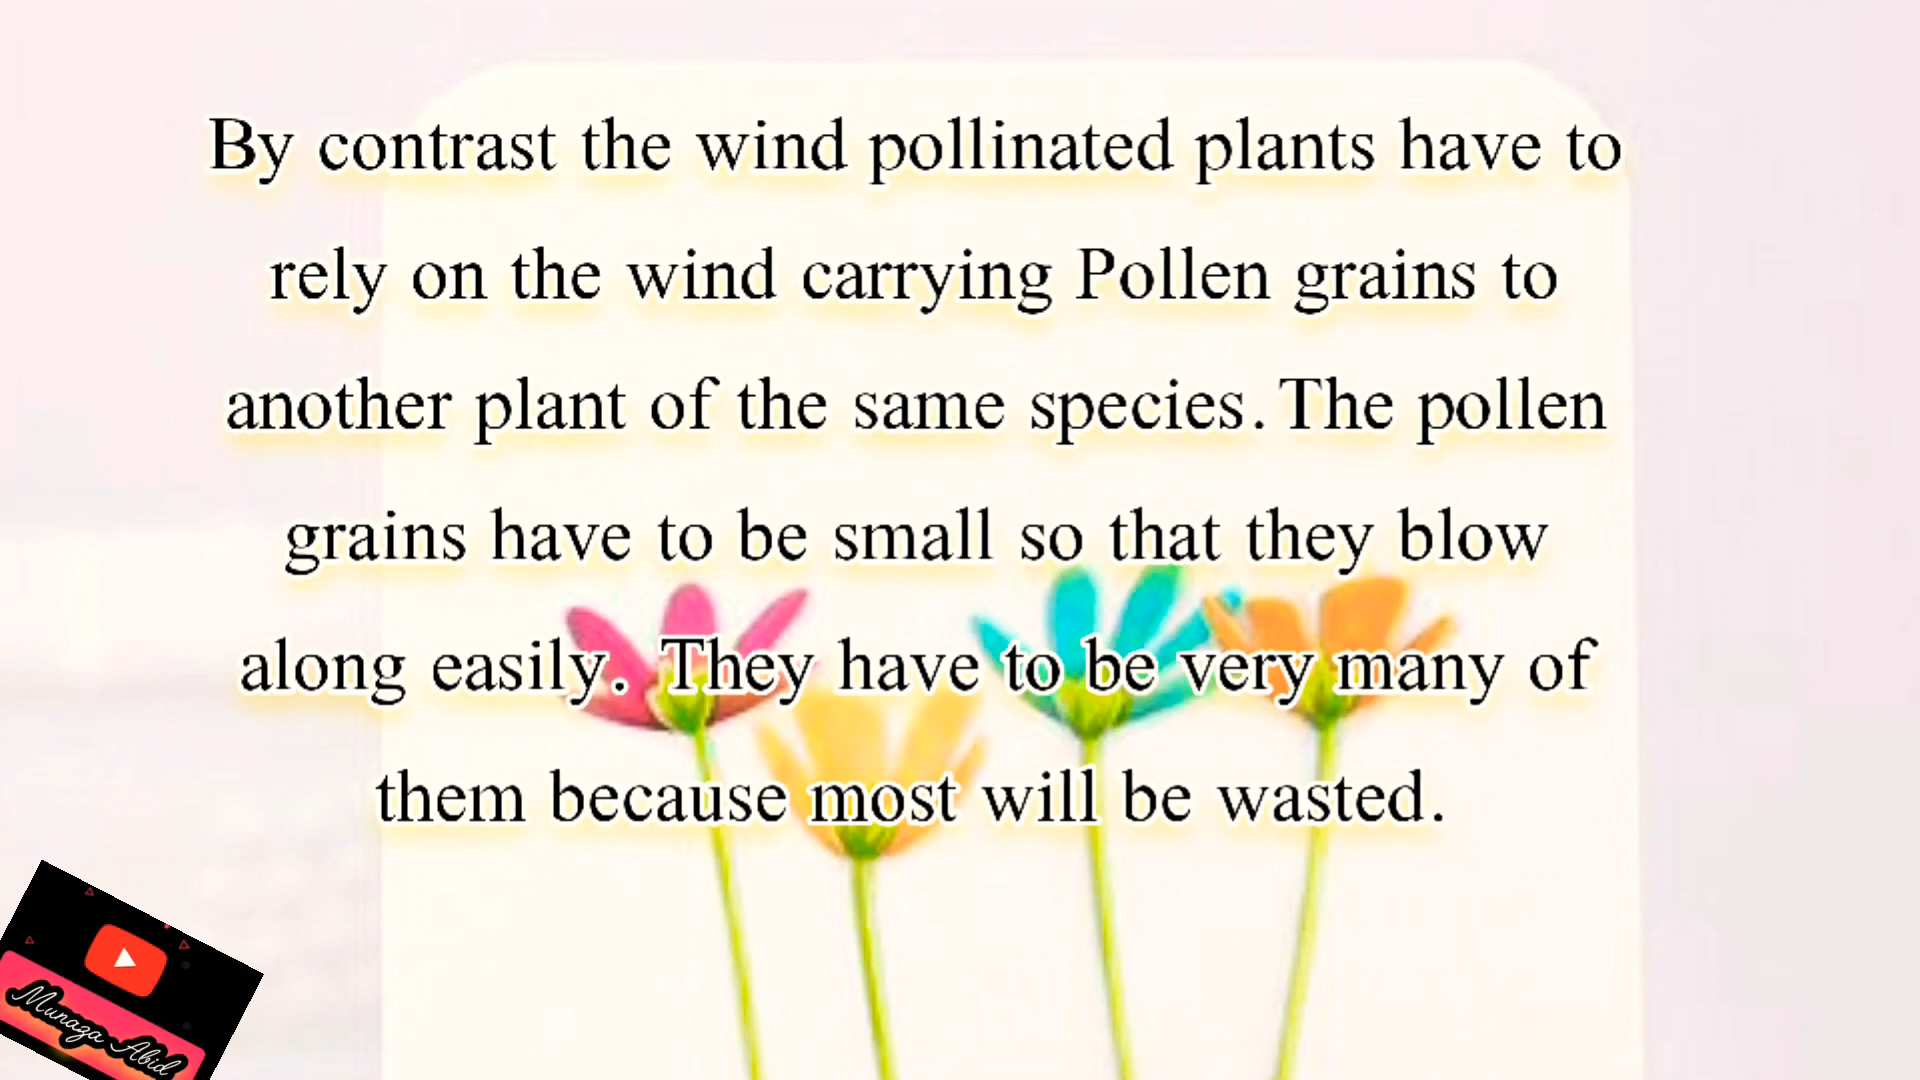 By contrast the wind pollinated plants have to
rely on the wind carrying Pollen grains to
another plant of the same species. The pollen
grains have to be small so that they blow
along easily. They have to be very many of
them because most will be wasted.
Munaza Abid